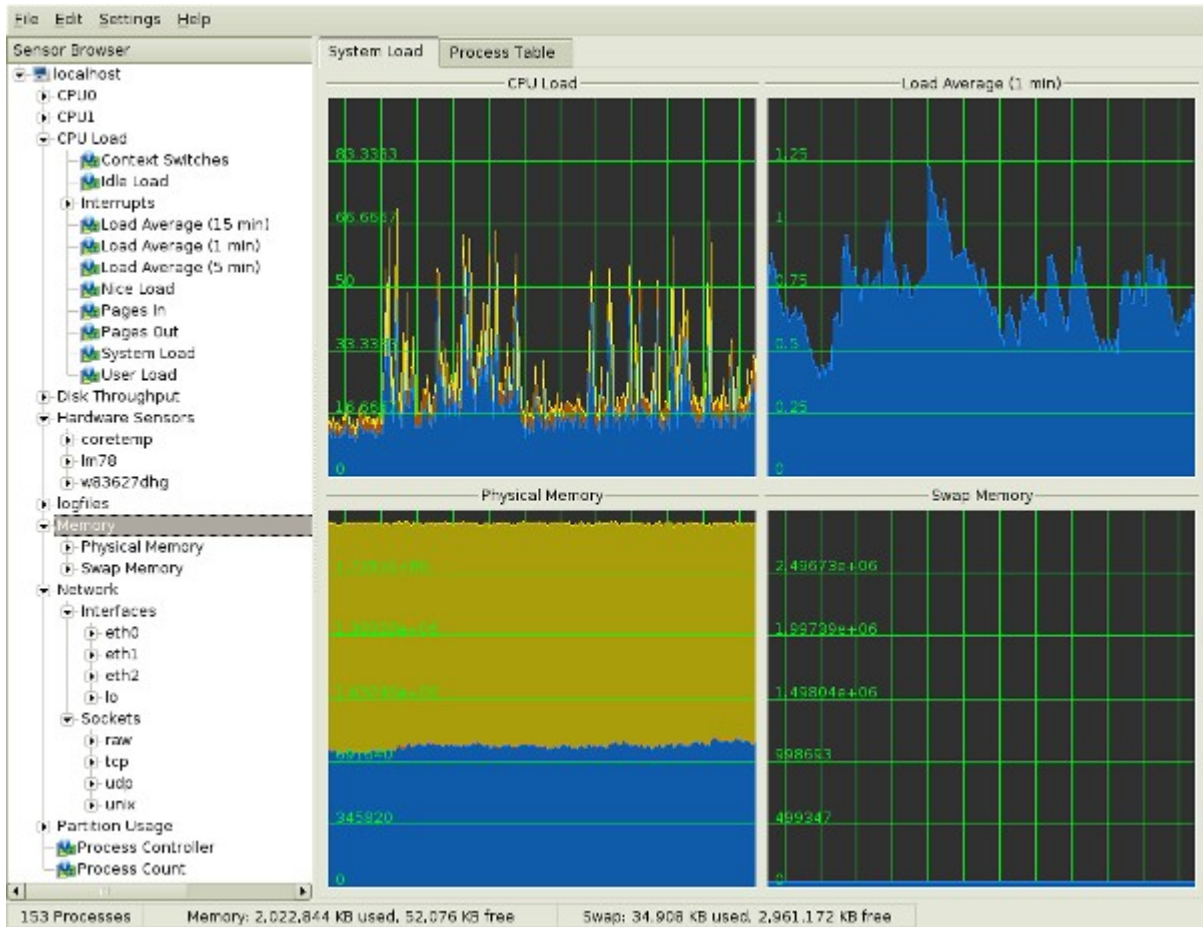 File Edit Settings Help
Sensor Browser
localhost
CPU0
CPU1
CPU Load
Context Switches
Idle Load
Interrupts
Load Average (15 min)
Load Average (1 min)
Load Average (5 min)
Nice Load
Pages In
Pages Out
System Load
User Load
Disk Throughput
Hardware Sensors
coretemp
lm78
w83627dhg
logfiles
Memory
Physical Memory
Swap Memory
Network
Interfaces
eth0
eth1
eth2
lo
Sockets
raw
tcp
udp
unix
Partition Usage
Process Controller
Process Count
System Load Process Table
CPU Load
83.3333
66.6667
50
33.3333
16.6667
0
Load Average (1 min)
1.25
1
0.75
0.5
0.25
0
Physical Memory
345920
0
Swap Memory
2.49673e+06
1.99739e+06
1.49804e+06
998693
499347
0
153 Processes Memory: 2,022,844 KB used, 52,076 KB free Swap: 34,908 KB used, 2,961,172 KB free